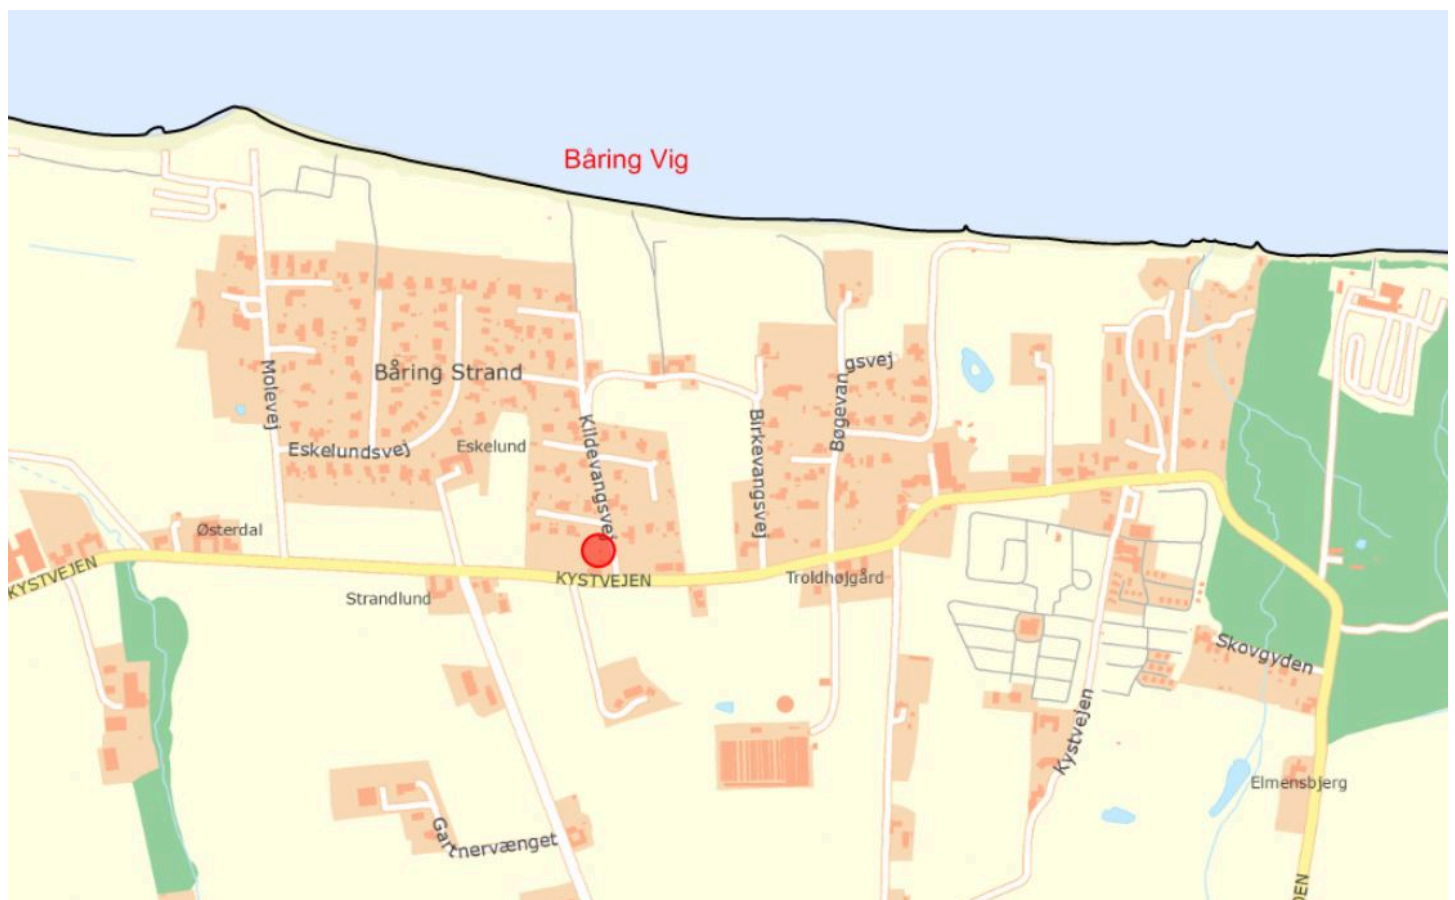 Båring Vig
Båring Strand
Molevej
Eskelundsvej
Eskelund
Kildevangsvej
Birkevangsvej
Bøgevangsvej
Østerdal
KYSTVEJEN
Strandlund
KYSTVEJEN
Troldhøjgård
Skovgyden
Kystvejen
Elmensbjerg
Gartnervænget
DEN